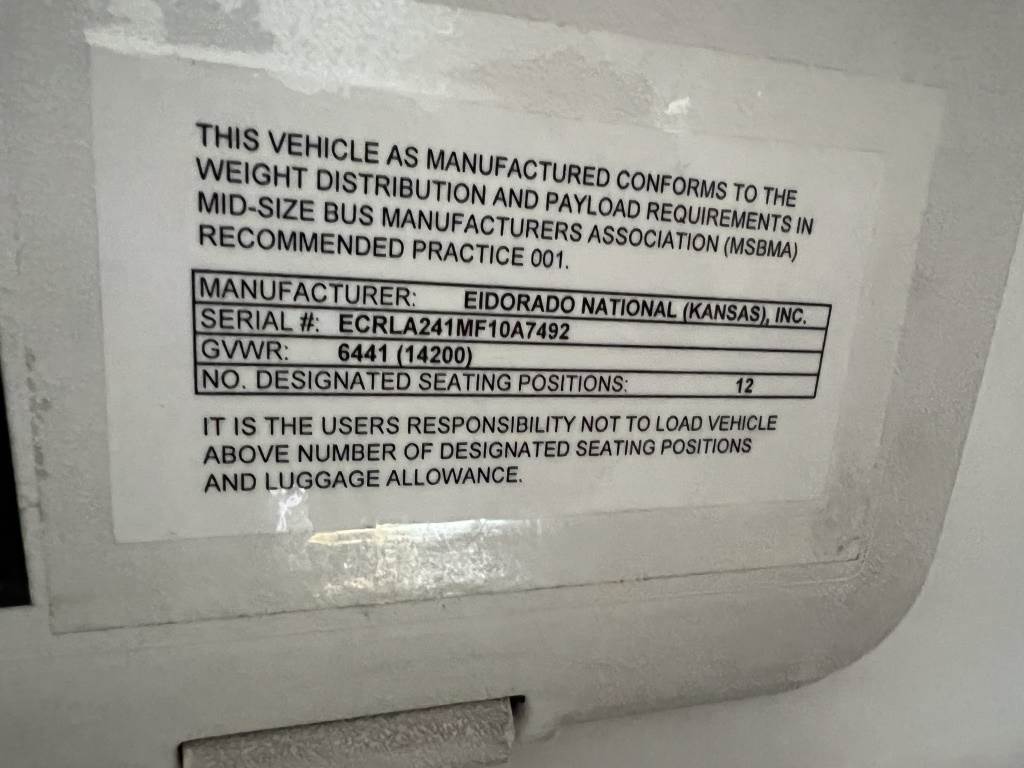 THIS VEHICLE AS MANUFACTURED CONFORMS TO THE
WEIGHT DISTRIBUTION AND PAYLOAD REQUIREMENTS IN
MID-SIZE BUS MANUFACTURERS ASSOCIATION (MSBMA)
RECOMMENDED PRACTICE 001.
MANUFACTURER: EIDORADO NATIONAL (KANSAS), INC.
SERIAL #: ECRLA241MF10A7492
GVWR: 6441 (14200)
NO. DESIGNATED SEATING POSITIONS: 12
IT IS THE USERS RESPONSIBILITY NOT TO LOAD VEHICLE
ABOVE NUMBER OF DESIGNATED SEATING POSITIONS
AND LUGGAGE ALLOWANCE.